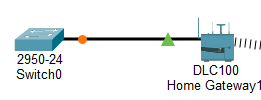 2950-24
Switch0
DLC100
Home Gateway1